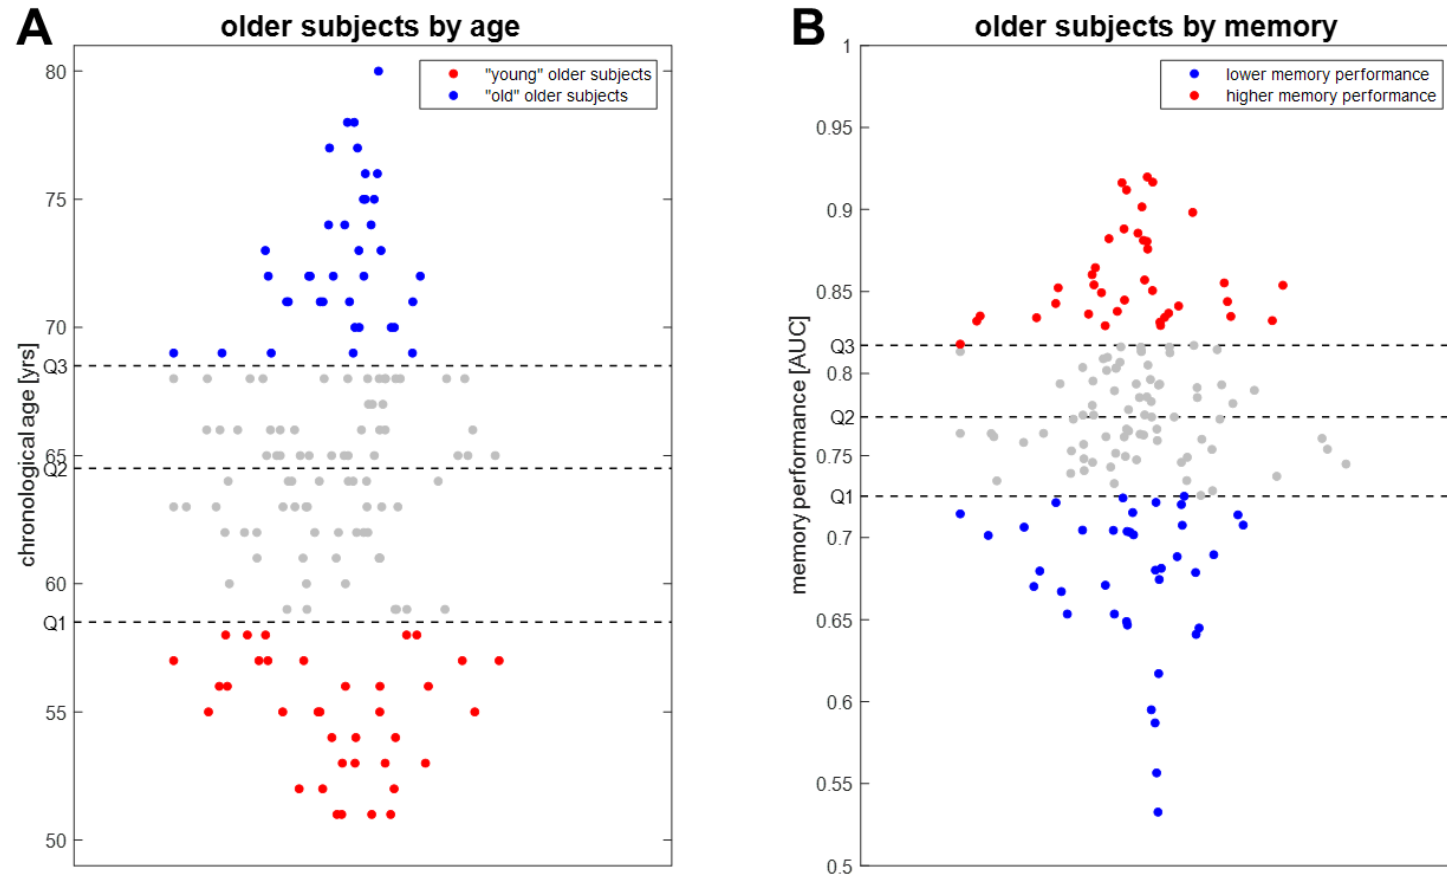 A
older subjects by age
"young" older subjects
"old" older subjects
chronological age [yrs]
80
75
70
Q3
65
Q2
60
Q1
55
50
B
older subjects by memory
lower memory performance
higher memory performance
memory performance [AUC]
1
0.95
0.9
0.85
Q3
0.8
Q2
0.75
Q1
0.7
0.65
0.6
0.55
0.5